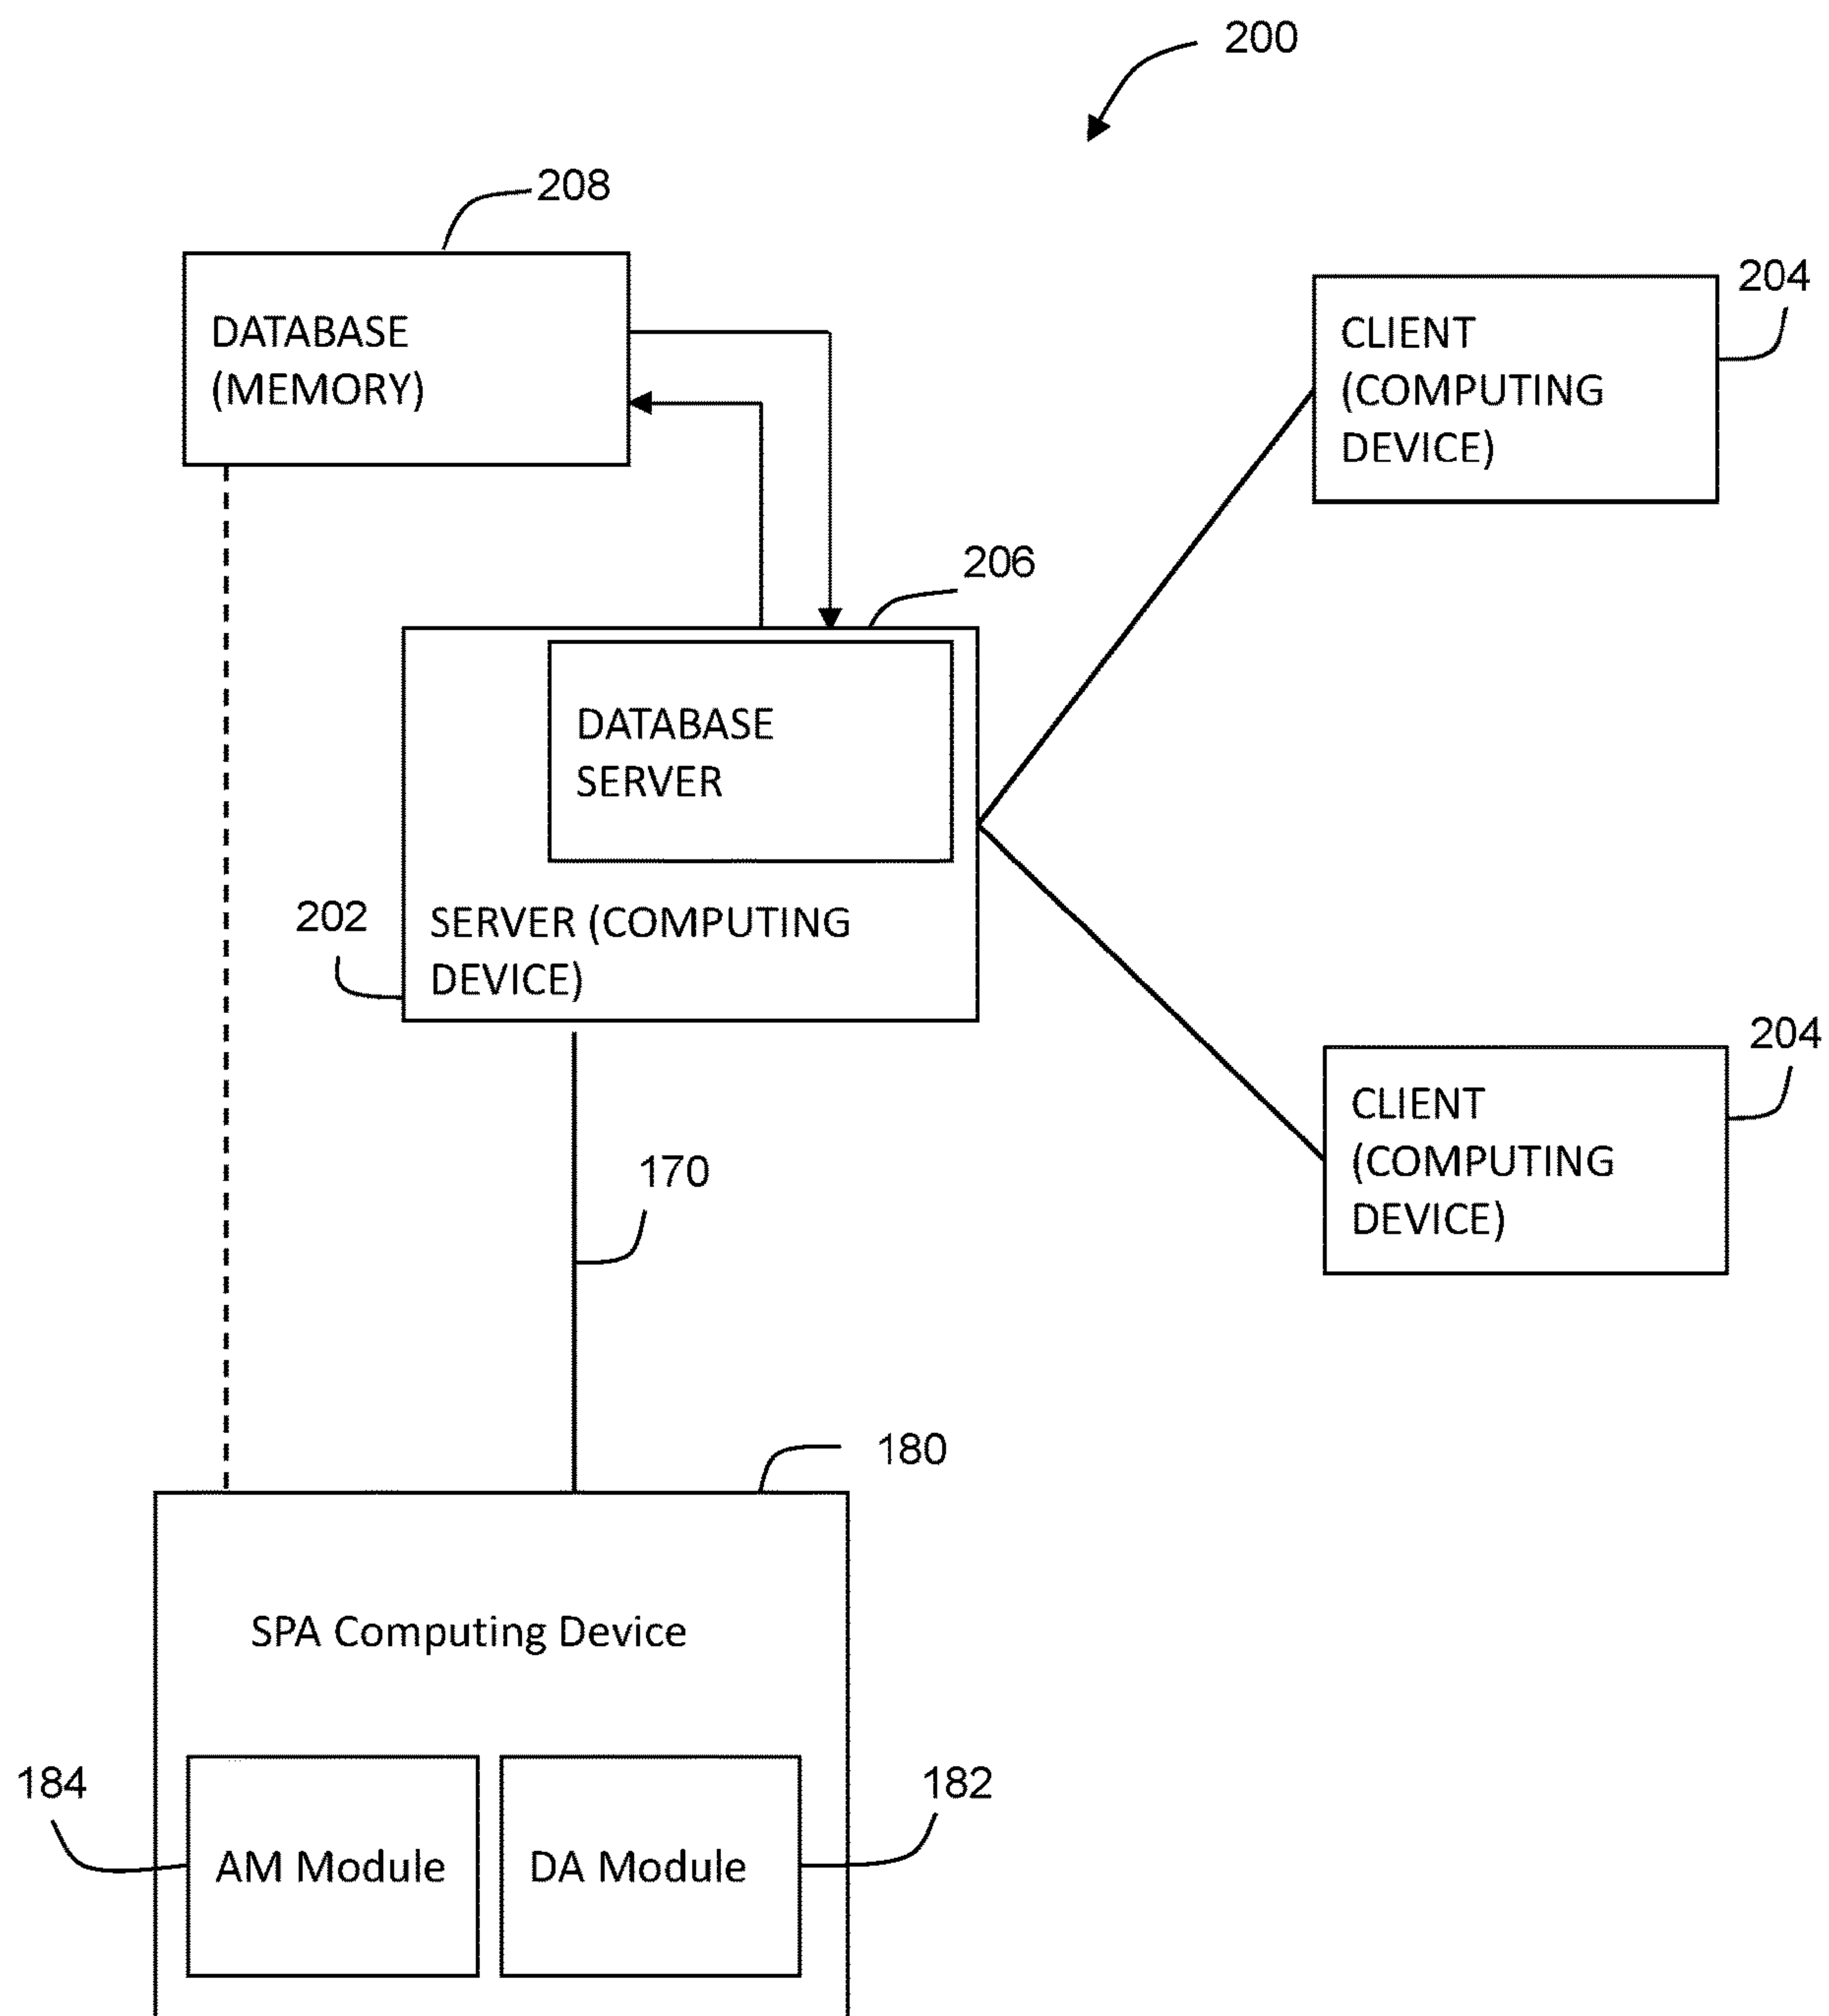 200
208
DATABASE
(MEMORY)
204
CLIENT
(COMPUTING
DEVICE)
206
DATABASE
SERVER
202
SERVER (COMPUTING
DEVICE)
204
CLIENT
(COMPUTING
DEVICE)
170
180
SPA Computing Device
184
AM Module
DA Module
182